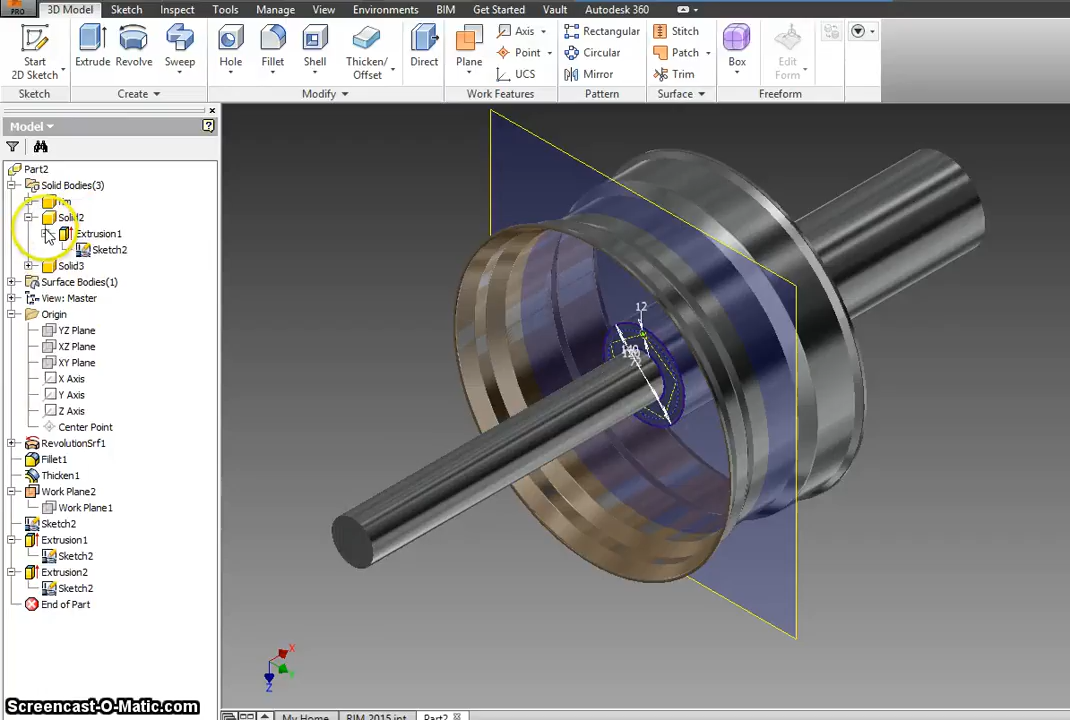 PRO
3D Model Sketch Inspect Tools Manage View Environments BIM Get Started Vault Autodesk 360
Start
2D Sketch
Extrude
Revolve
Sweep
Hole
Fillet
Shell
Thicken/
Offset
Direct
Plane
Axis
Point
UCS
Rectangular
Circular
Mirror
Stitch
Patch
Trim
Box
Edit
Form
Sketch
Create
Modify
Work Features
Pattern
Surface
Freeform
Model
Part2
Solid Bodies(3)
Solid2
Extrusion1
Sketch2
Solid3
Surface Bodies(1)
View: Master
Origin
YZ Plane
XZ Plane
XY Plane
X Axis
Y Axis
Z Axis
Center Point
RevolutionSrf1
Fillet1
Thicken1
Work Plane2
Work Plane1
Sketch2
Extrusion1
Sketch2
Extrusion2
Sketch2
End of Part
12
72
X
Z
Screencast-O-Matic.com
My Home
RIM 2015.ipt
Part2